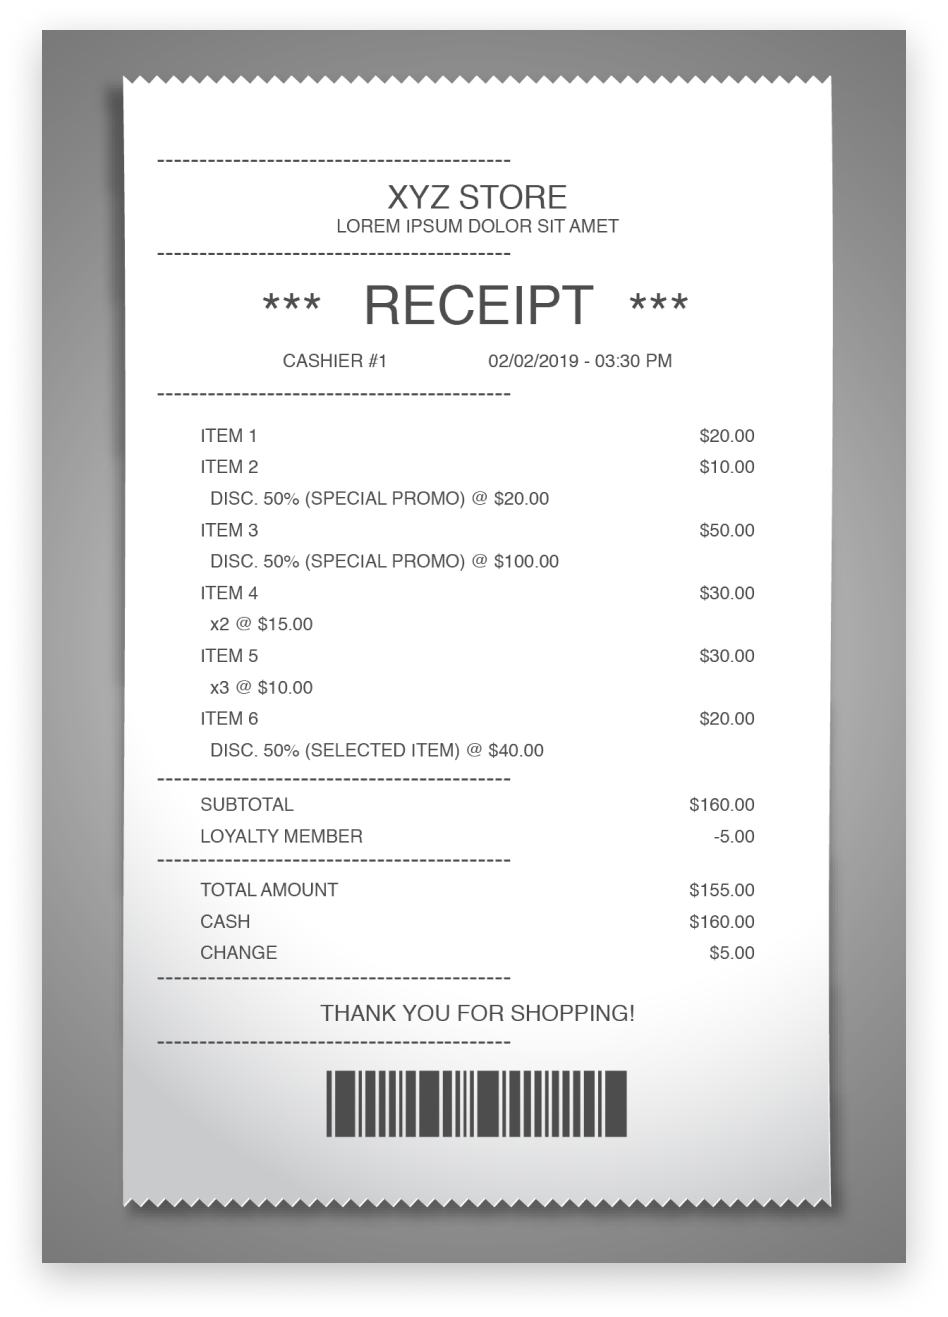 XYZ STORE
LOREM IPSUM DOLOR SIT AMET
*** RECEIPT ***
CASHIER #1 02/02/2019 - 03:30 PM
ITEM 1 $20.00
ITEM 2 $10.00
DISC. 50% (SPECIAL PROMO) @ $20.00
ITEM 3 $50.00
DISC. 50% (SPECIAL PROMO) @ $100.00
ITEM 4 $30.00
x2 @ $15.00
ITEM 5 $30.00
x3 @ $10.00
ITEM 6 $20.00
DISC. 50% (SELECTED ITEM) @ $40.00
SUBTOTAL $160.00
LOYALTY MEMBER -5.00
TOTAL AMOUNT $155.00
CASH $160.00
CHANGE $5.00
THANK YOU FOR SHOPPING!